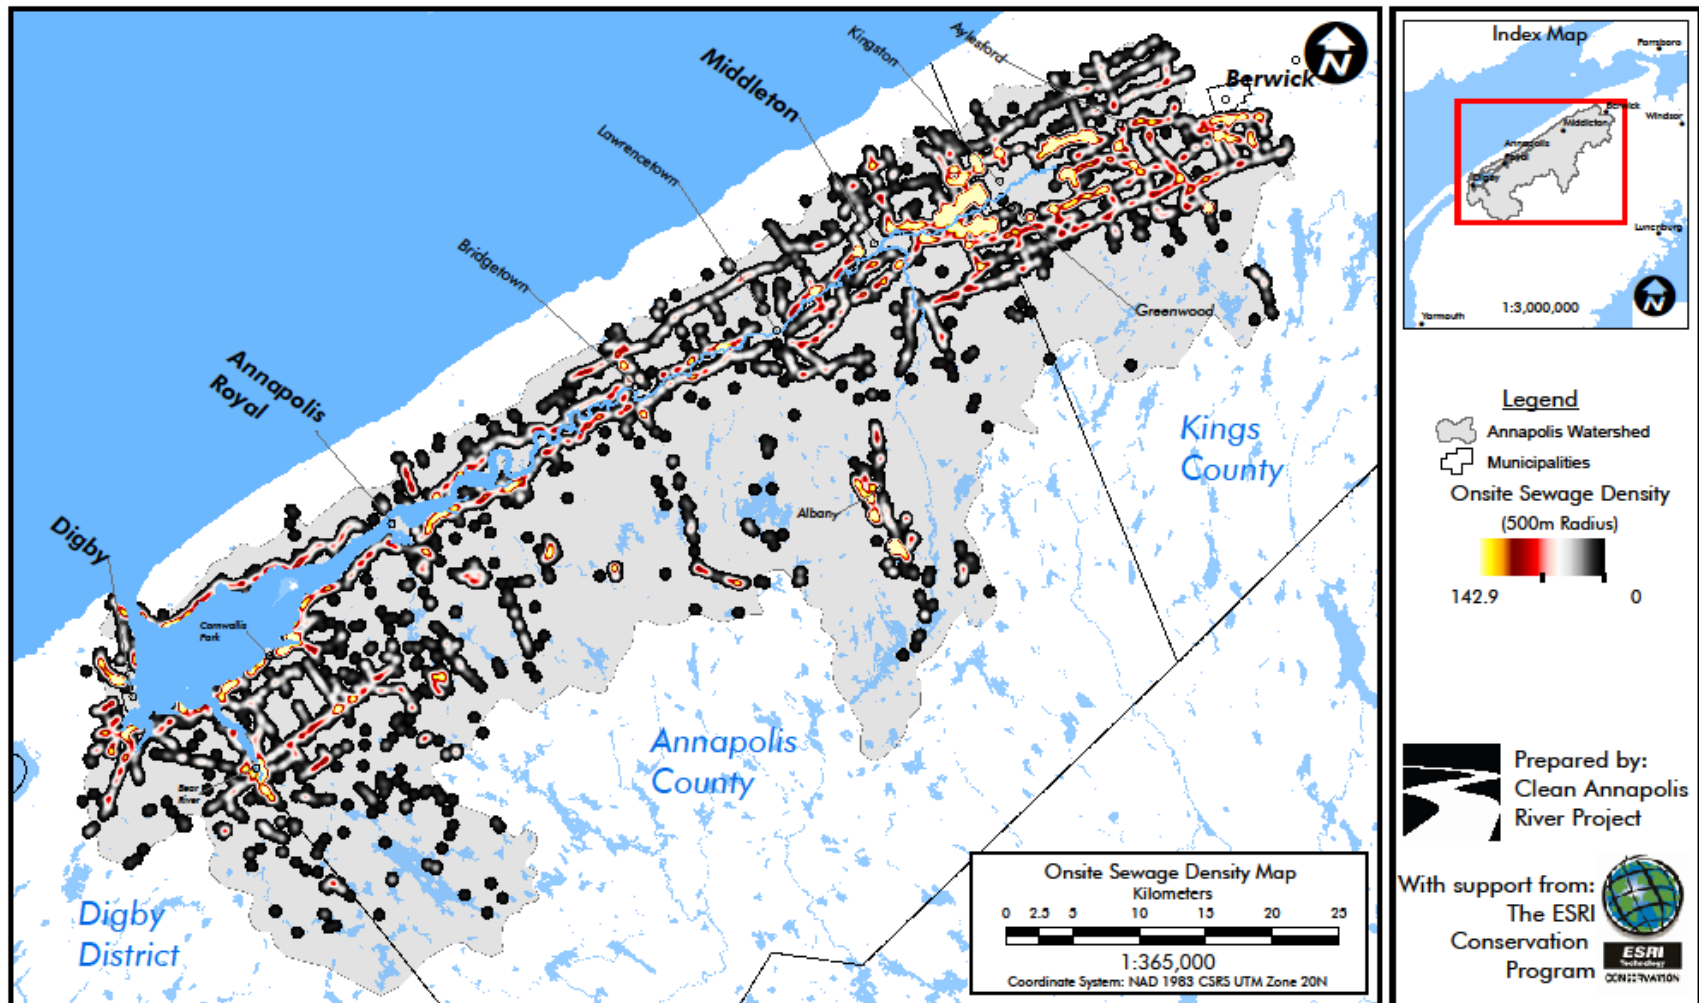 Kingston
Aylesford
Middleton
Berwick
N
Lawrencetown
Bridgetown
Greenwood
Annapolis
Royal
Kings
County
Albany
Digby
Cornwallis
Park
Annapolis
County
Bear
River
Digby
District
Onsite Sewage Density Map
Kilometers
0 2.5 5 10 15 20 25
1:365,000
Coordinate System: NAD 1983 CSRS UTM Zone 20N
Index Map
Parrsboro
Berwick
Windsor
Middleton
Annapolis
Royal
Digby
Lunenburg
N
1:3,000,000
Yarmouth
Legend
Annapolis Watershed
Municipalities
Onsite Sewage Density
(500m Radius)
142.9 0
Prepared by:
Clean Annapolis
River Project
With support from:
The ESRI
Conservation
Program
ESRI
Technology
CONSERVATION